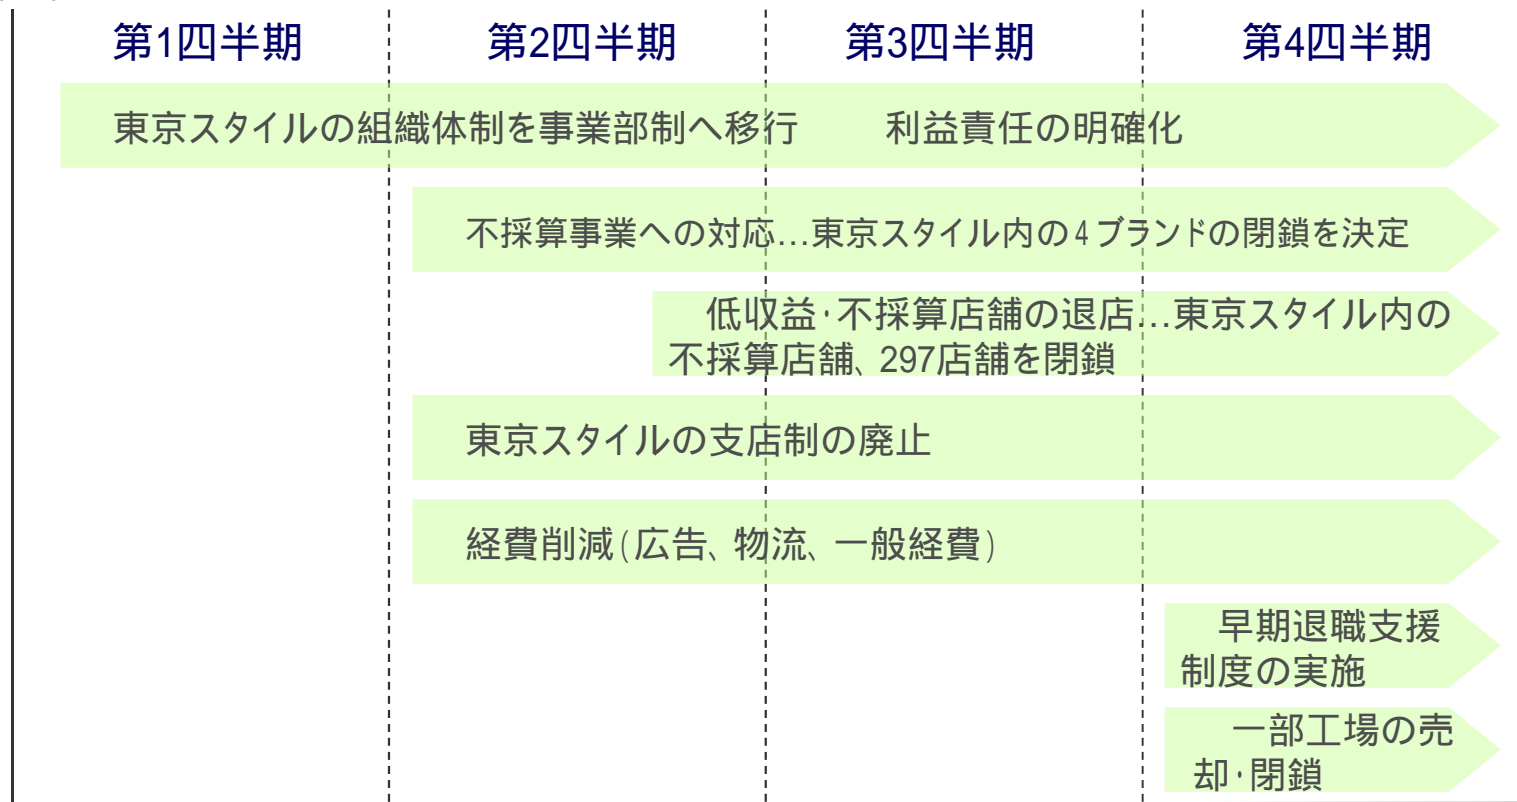 第1四半期
第2四半期
第3四半期
第4四半期
東京スタイルの組織体制を事業部制へ移行　利益責任の明確化
不採算事業への対応…東京スタイル内の4ブランドの閉鎖を決定
低収益・不採算店舗の退店…東京スタイル内の
不採算店舗、297店舗を閉鎖
東京スタイルの支店制の廃止
経費削減(広告、物流、一般経費)
早期退職支援
制度の実施
一部工場の売
却・閉鎖